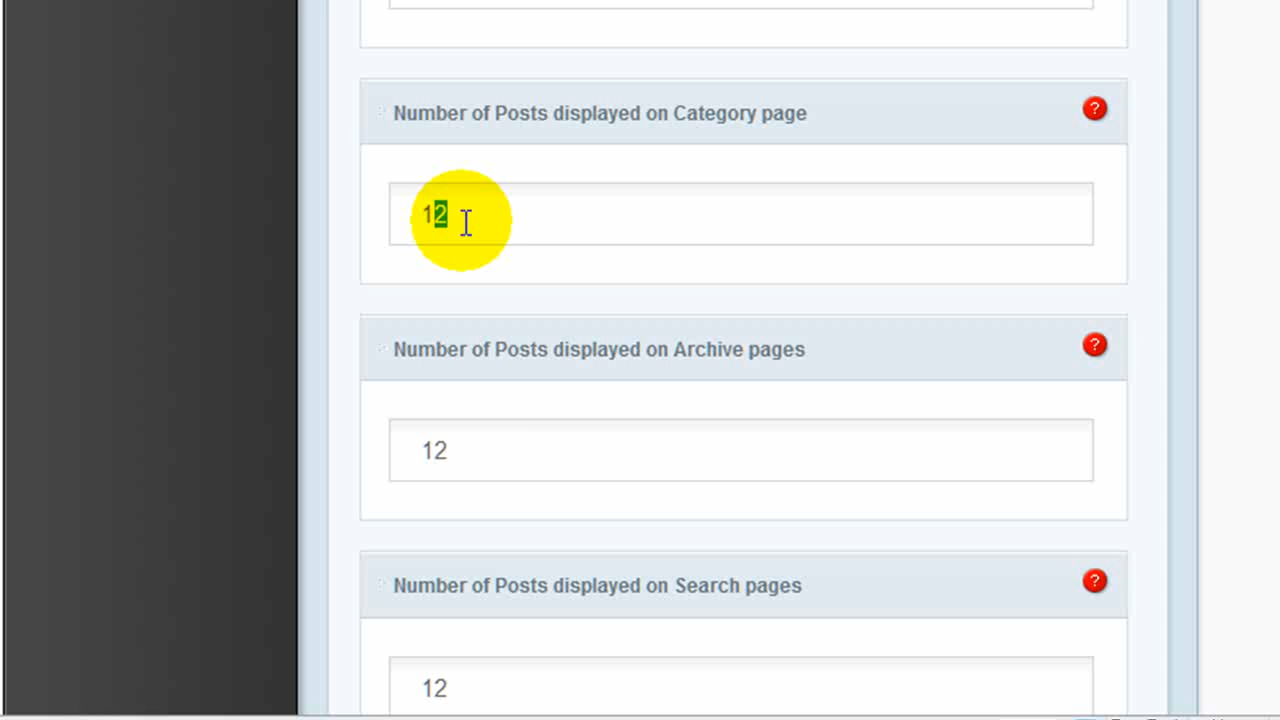 Number of Posts displayed on Category page
?
12
Number of Posts displayed on Archive pages
?
12
Number of Posts displayed on Search pages
?
12